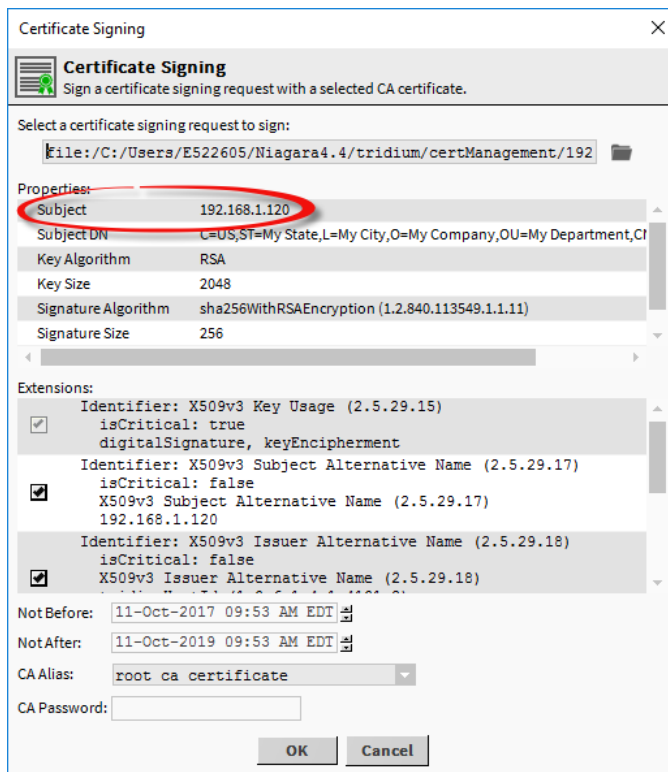 Certificate Signing
Certificate Signing
Sign a certificate signing request with a selected CA certificate.
Select a certificate signing request to sign:
file:/C:/Users/E522605/Niagara4.4/tridium/certManagement/192
Properties:
Subject 192.168.1.120
Subject DN C=US,ST=My State,L=My City,O=My Company,OU=My Department,CN
Key Algorithm RSA
Key Size 2048
Signature Algorithm sha256WithRSAEncryption (1.2.840.113549.1.1.11)
Signature Size 256
Extensions:
Identifier: X509v3 Key Usage (2.5.29.15)
isCritical: true
digitalSignature, keyEncipherment
Identifier: X509v3 Subject Alternative Name (2.5.29.17)
isCritical: false
X509v3 Subject Alternative Name (2.5.29.17)
192.168.1.120
Identifier: X509v3 Issuer Alternative Name (2.5.29.18)
isCritical: false
X509v3 Issuer Alternative Name (2.5.29.18)
Not Before: 11-Oct-2017 09:53 AM EDT
Not After: 11-Oct-2019 09:53 AM EDT
CA Alias: root ca certificate
CA Password:
OK Cancel